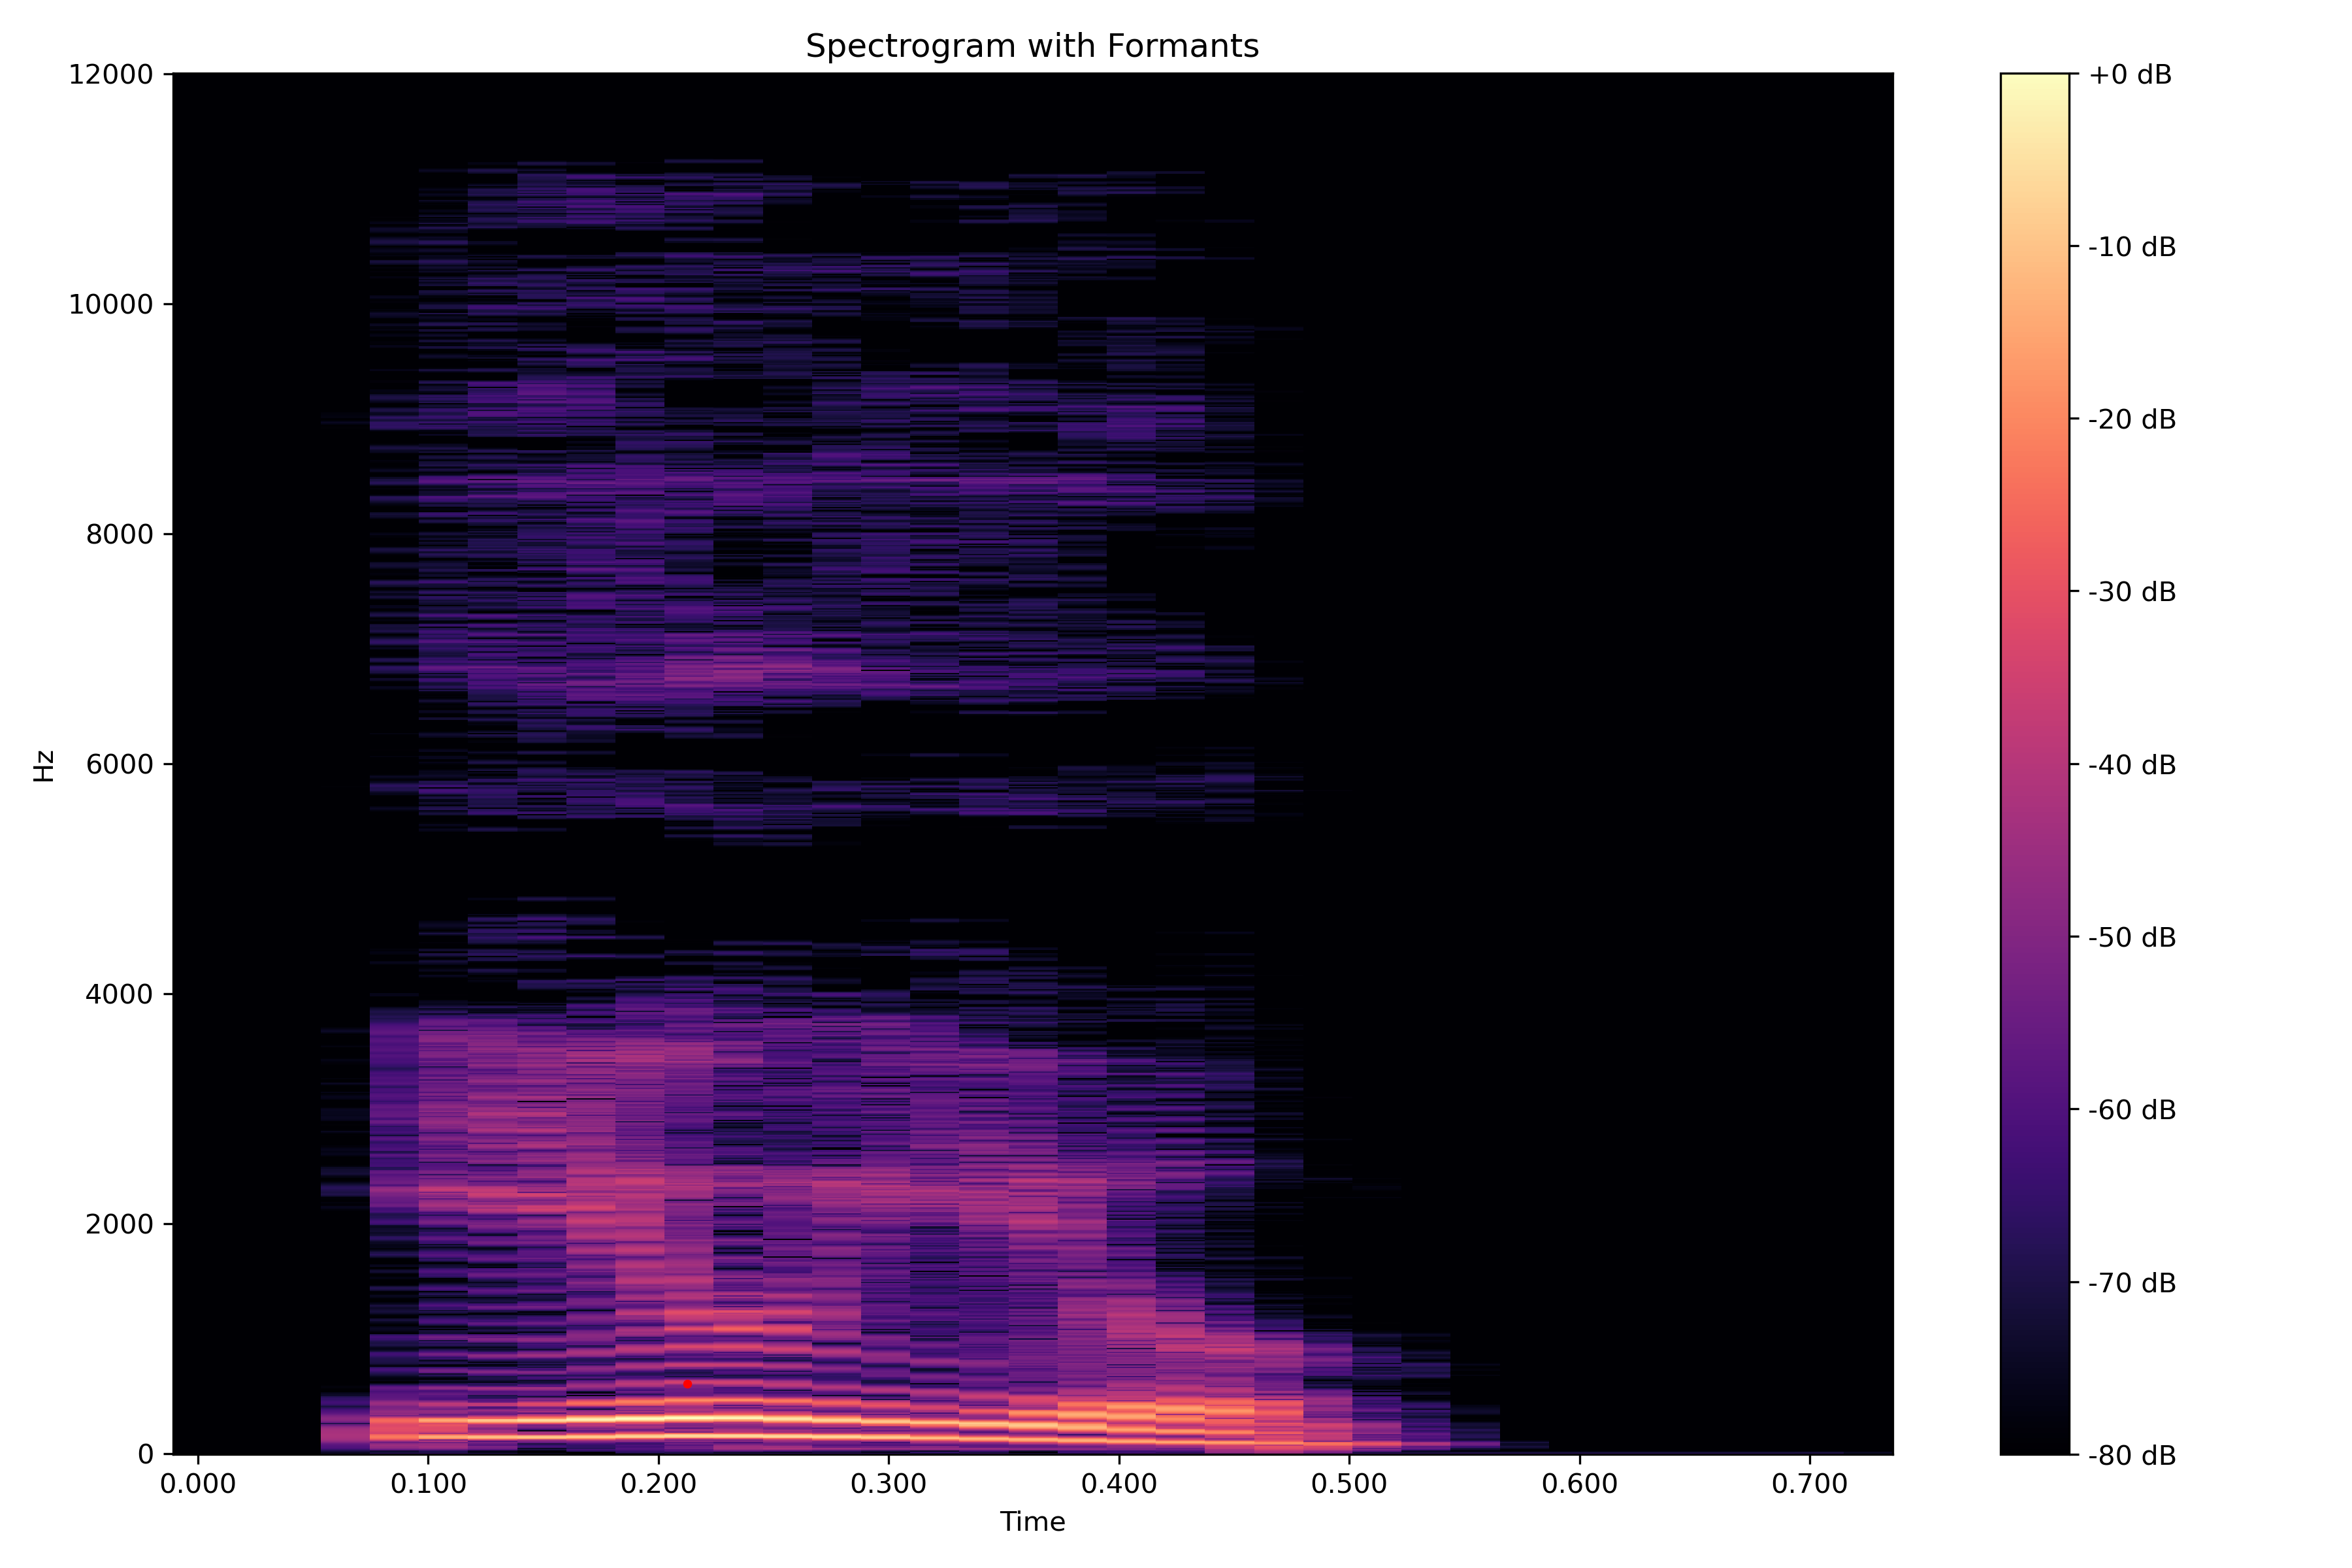 Spectrogram with Formants
12000
10000
8000
6000
4000
2000
0
Hz
0.000 0.100 0.200 0.300 0.400 0.500 0.600 0.700
Time
+0 dB
-10 dB
-20 dB
-30 dB
-40 dB
-50 dB
-60 dB
-70 dB
-80 dB